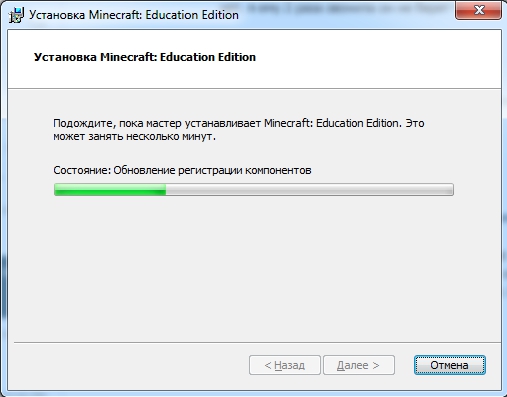 Установка Minecraft: Education Edition
Установка Minecraft: Education Edition
Подождите, пока мастер устанавливает Minecraft: Education Edition. Это
может занять несколько минут.
Состояние: Обновление регистрации компонентов
< Назад
Далее >
Отмена